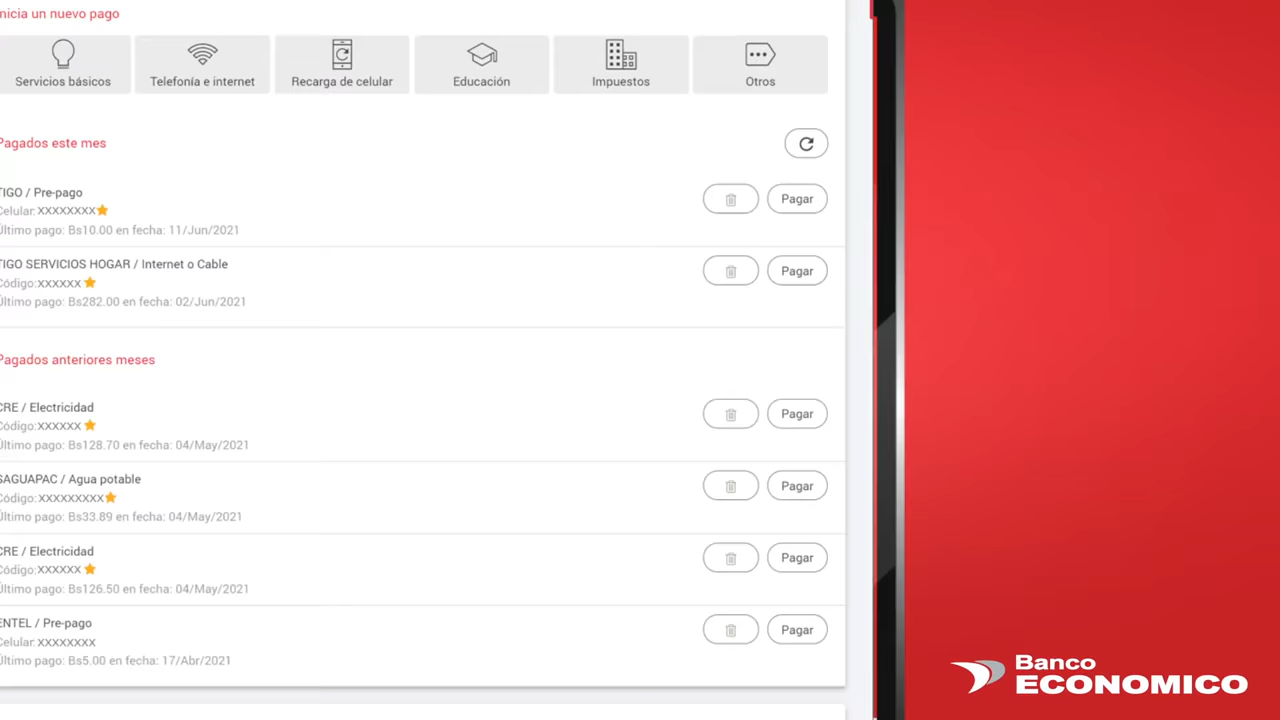 nicia un nuevo pago
Servicios básicos
Telefonía e internet
Recarga de celular
Educación
Impuestos
Otros
Pagados este mes
TIGO / Pre-pago
Celular: XXXXXXXX
Último pago: Bs10.00 en fecha: 11/Jun/2021
Pagar
TIGO SERVICIOS HOGAR / Internet o Cable
Código:XXXXXX
Último pago: Bs282.00 en fecha: 02/Jun/2021
Pagar
Pagados anteriores meses
CRE / Electricidad
Código:XXXXXX
Último pago: Bs128.70 en fecha: 04/May/2021
Pagar
SAGUAPAC / Agua potable
Código:XXXXXXXXX
Último pago: Bs33.89 en fecha: 04/May/2021
Pagar
CRE / Electricidad
Código:XXXXXX
Último pago: Bs126.50 en fecha: 04/May/2021
Pagar
ENTEL / Pre-pago
Celular: XXXXXXXX
Último pago: Bs5.00 en fecha: 17/Abr/2021
Pagar
Banco
ECONOMICO